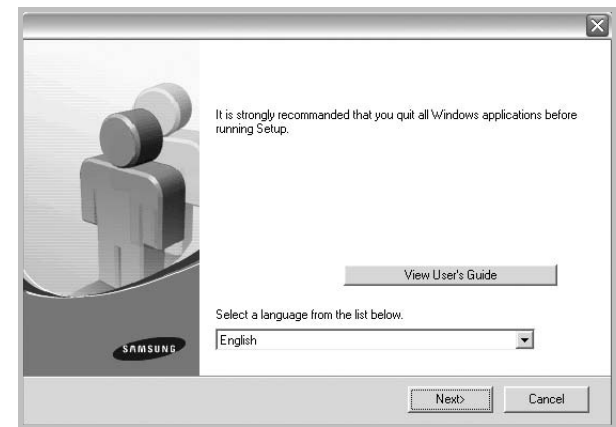 It is strongly recommanded that you quit all Windows applications before
running Setup.
View User's Guide
Select a language from the list below.
English
SAMSUNG
Next>
Cancel